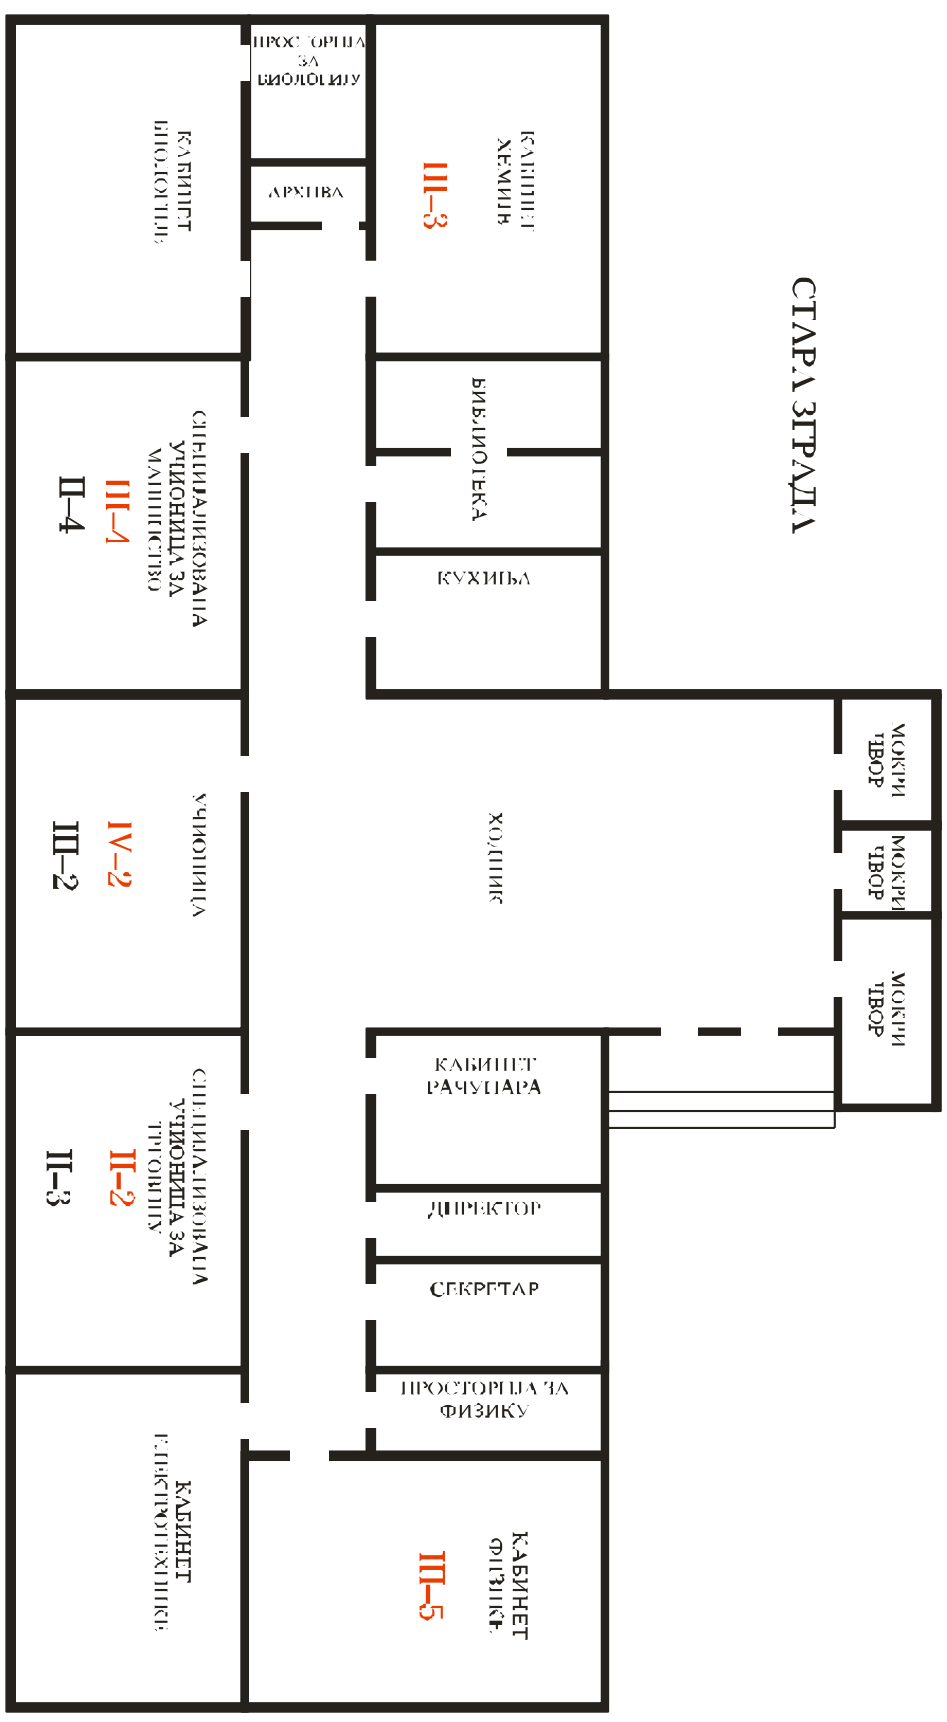 СТАРА ЗГРАДА
ПРОСТОРИЈА
ЗА
БИОЛОГИЈУ
АРХИВА
КАБИНЕТ
БИОЛОГИЈЕ
КАБИНЕТ
ХЕМИЈЕ
III–3
БИБЛИОТЕКА
КУХИЊА
СПЕЦИЈАЛИЗОВАНА
УЧИОНИЦА ЗА
МАШИНСТВО
III–4
II–4
УЧИОНИЦА
IV–2
III–2
ХОДНИК
МОКРИ
ЧВОР
МОКРИ
ЧВОР
МОКРИ
ЧВОР
КАБИНЕТ
РАЧУНАРА
ДИРЕКТОР
СЕКРЕТАР
ПРОСТОРИЈА ЗА
ФИЗИКУ
СПЕЦИЈАЛИЗОВАНА
УЧИОНИЦА ЗА
ТРГОВИНУ
II–2
II–3
КАБИНЕТ
ЕЛЕКТРОТЕХНИКЕ
КАБИНЕТ
ФИЗИКЕ
III–5